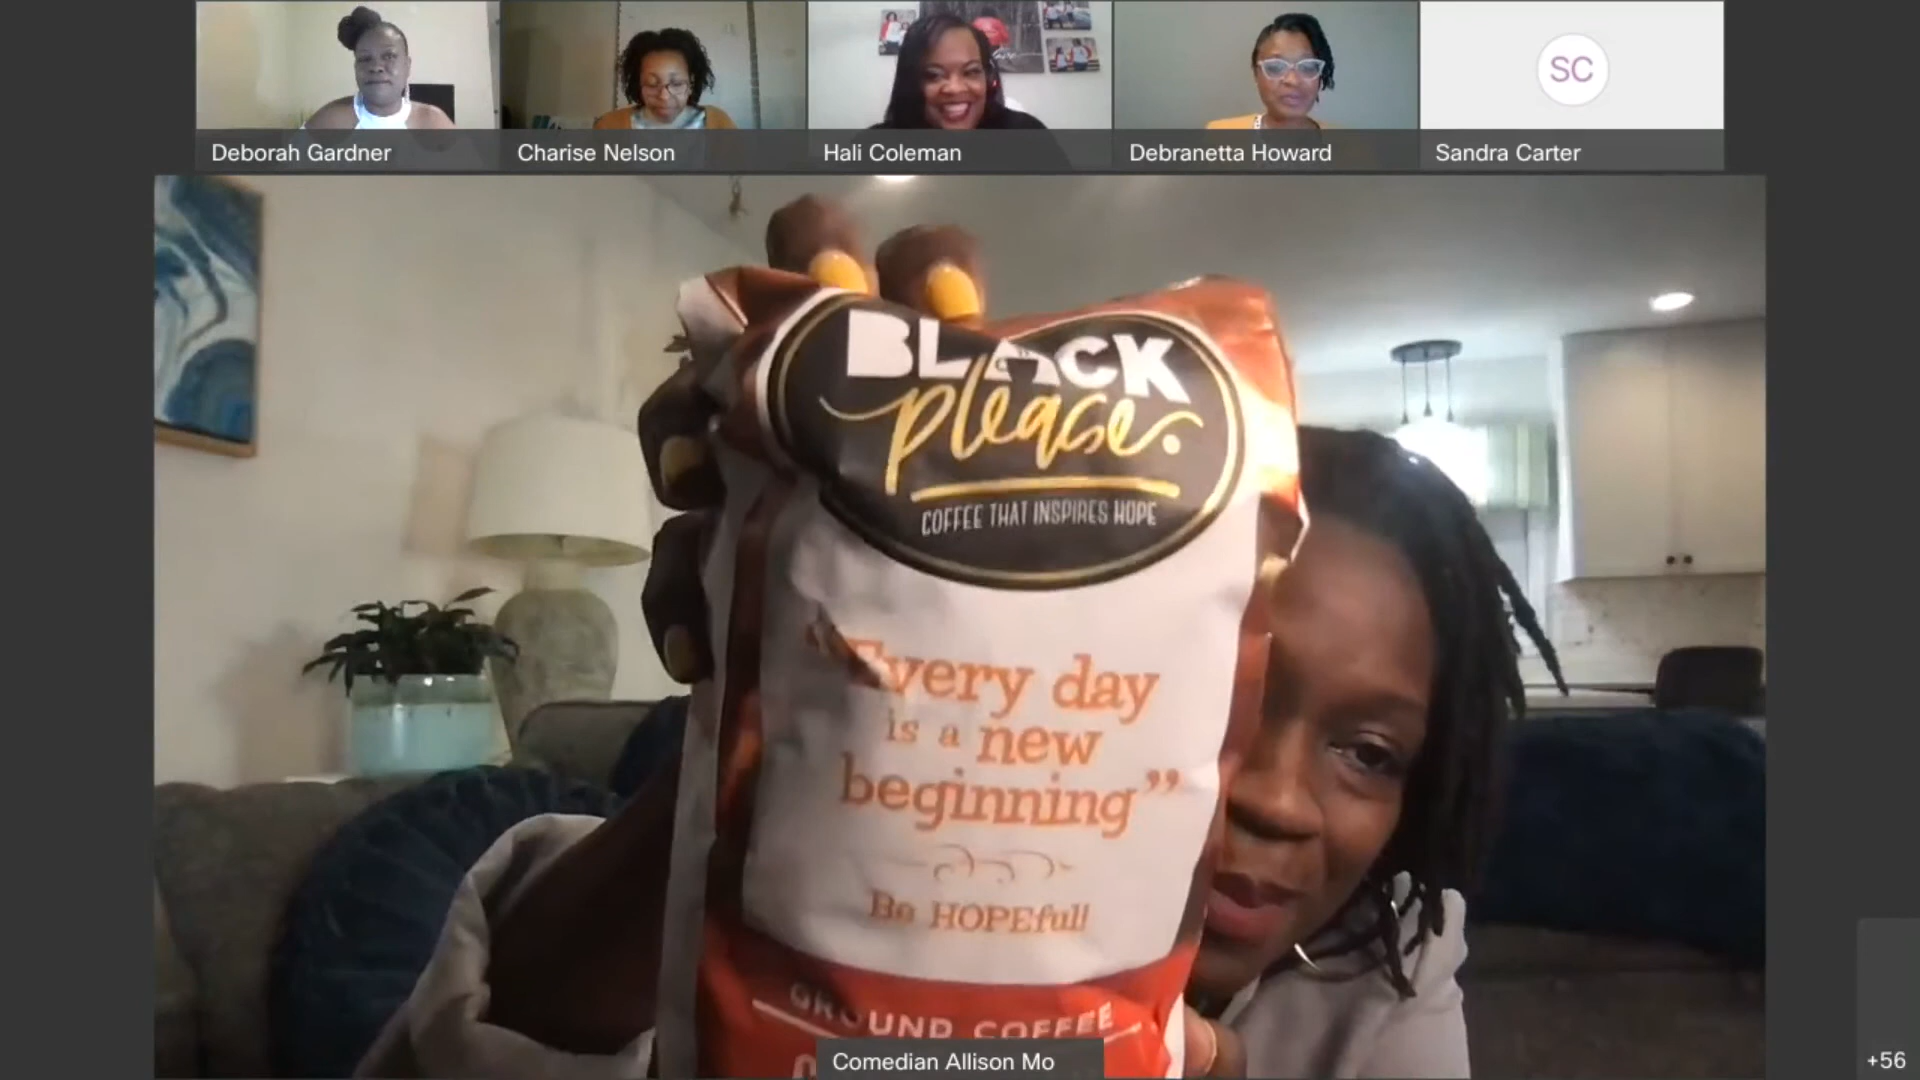 Deborah Gardner
Charise Nelson
Hali Coleman
Debranetta Howard
SC
Sandra Carter
BLACK
please.
COFFEE THAT INSPIRES HOPE
"Every day
is a new
beginning"
Be HOPEfull
GROUND COFFEE
Comedian Allison Mo
+56